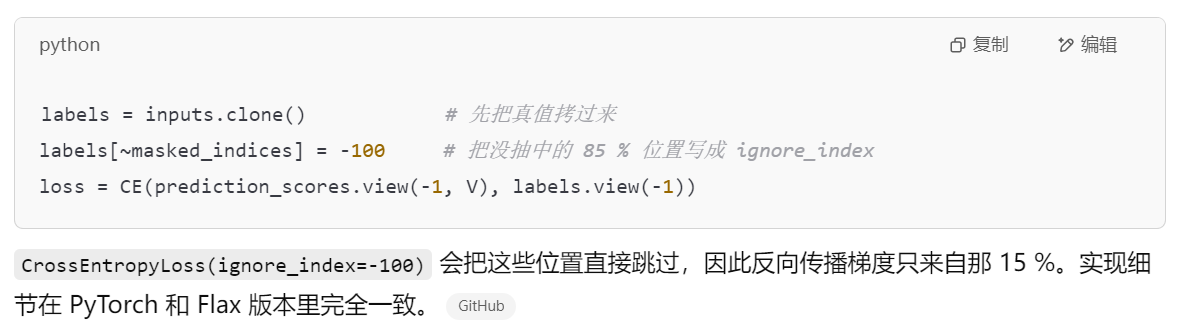 python 复制 编辑
labels = inputs.clone() # 先把真值拷过来
labels[~masked_indices] = -100 # 把没抽中的 85 % 位置写成 ignore_index
loss = CE(prediction_scores.view(-1, V), labels.view(-1))
CrossEntropyLoss(ignore_index=-100) 会把这些位置直接跳过，因此反向传播梯度只来自那 15 %。实现细
节在 PyTorch 和 Flax 版本里完全一致。 GitHub